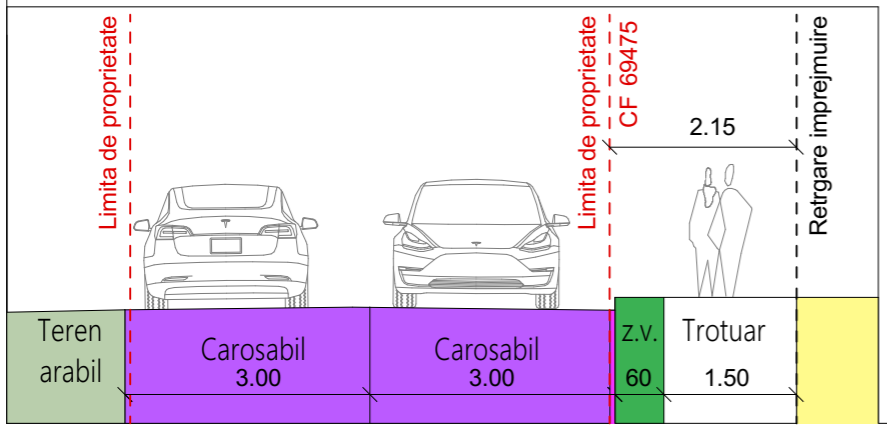 Limita de proprietate
Limita de proprietate
CF 69475
2.15
Retrgare imprejmuire
Teren
arabil
Carosabil
3.00
Carosabil
3.00
Z.V.
60
Trotuar
1.50